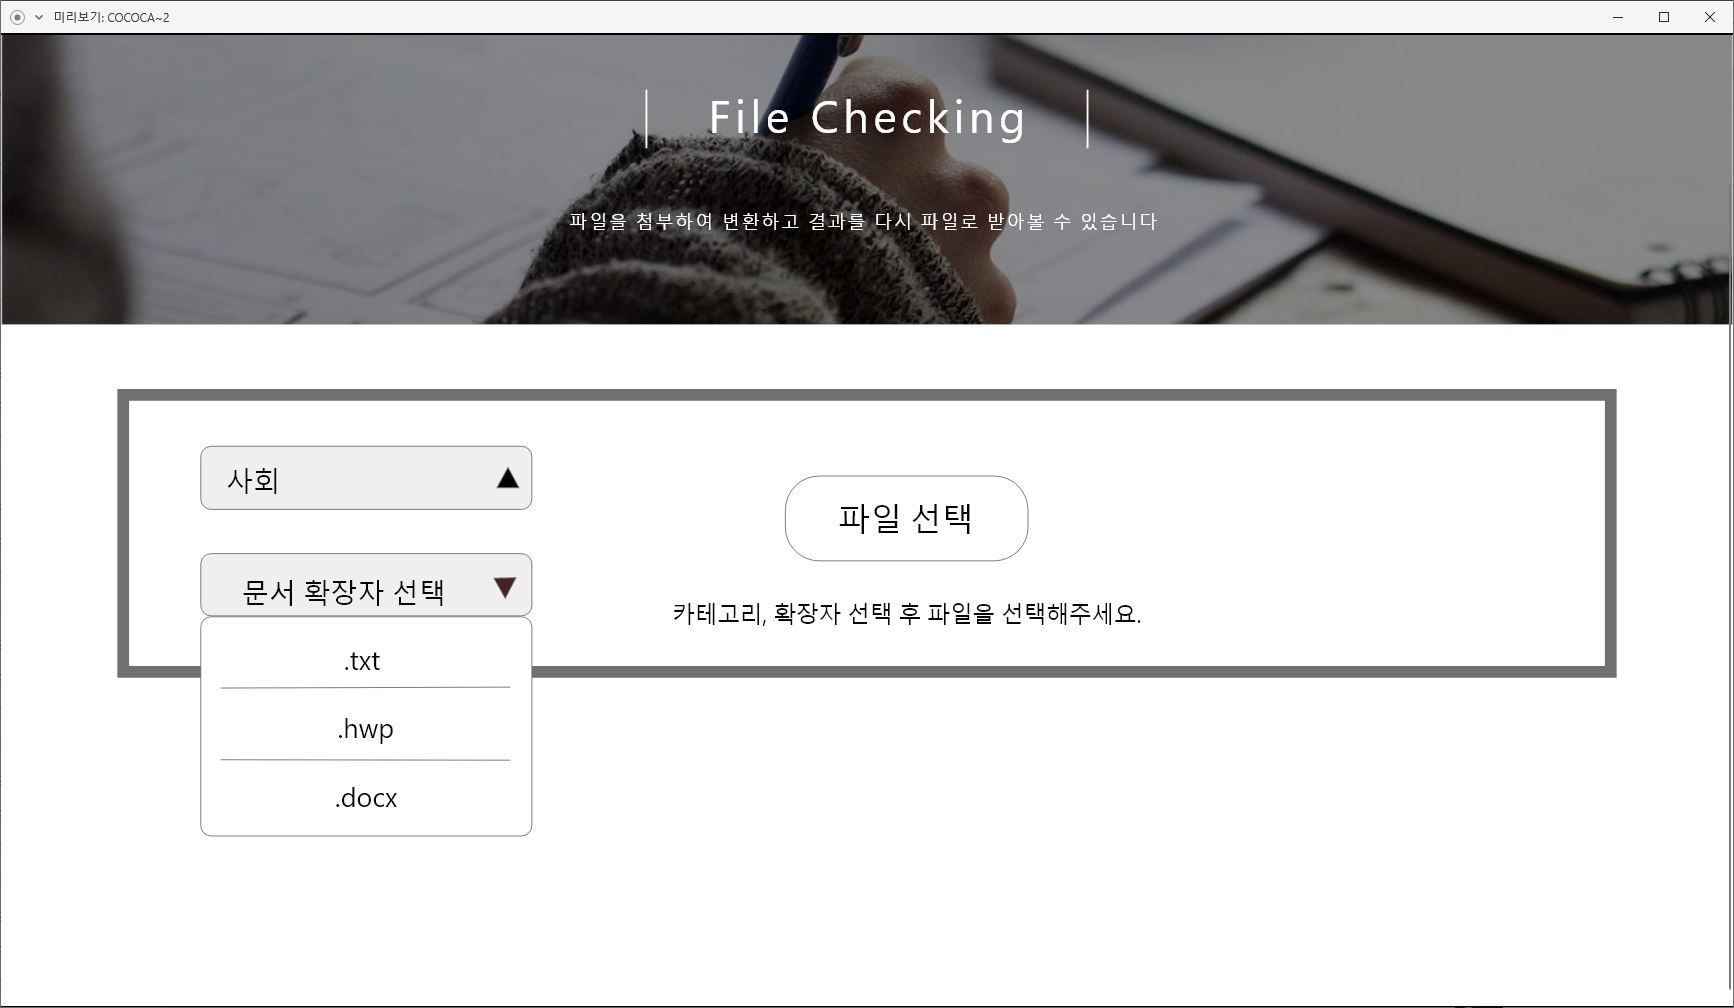 미리보기: COCOCA~2
File Checking
파일을 첨부하여 변환하고 결과를 다시 파일로 받아볼 수 있습니다
사회
파일 선택
문서 확장자 선택
카테고리, 확장자 선택 후 파일을 선택해주세요.
.txt
.hwp
.docx